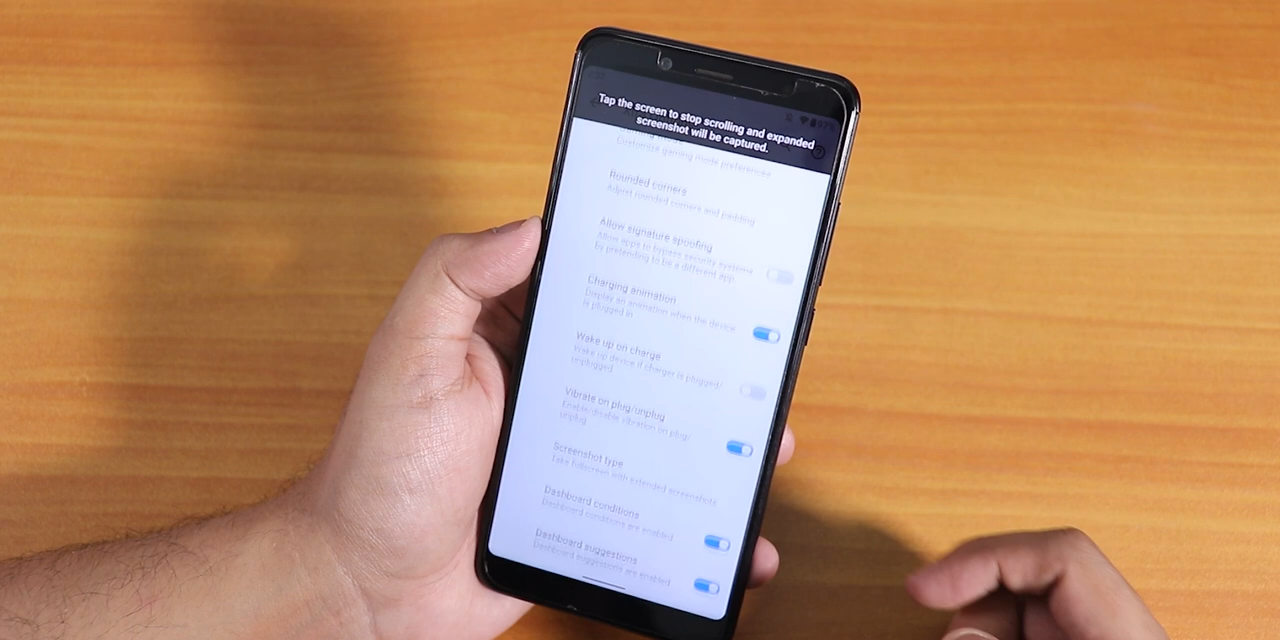 Tap the screen to stop scrolling and expanded
screenshot will be captured.
Customize gaming mode preferences
Rounded corners
Adjust rounded corners and padding
Allow signature spoofing
Allow apps to bypass security systems
by pretending to be a different app
Charging animation
Display an animation when the device
is plugged in
Wake up on charge
Wake up device if charger is plugged/
unplugged
Vibrate on plug/unplug
Enable/disable vibration on plug/
unplug
Screenshot type
Take fullscreen with extended screenshots
Dashboard conditions
Dashboard conditions are enabled
Dashboard suggestions
Dashboard suggestions are enabled